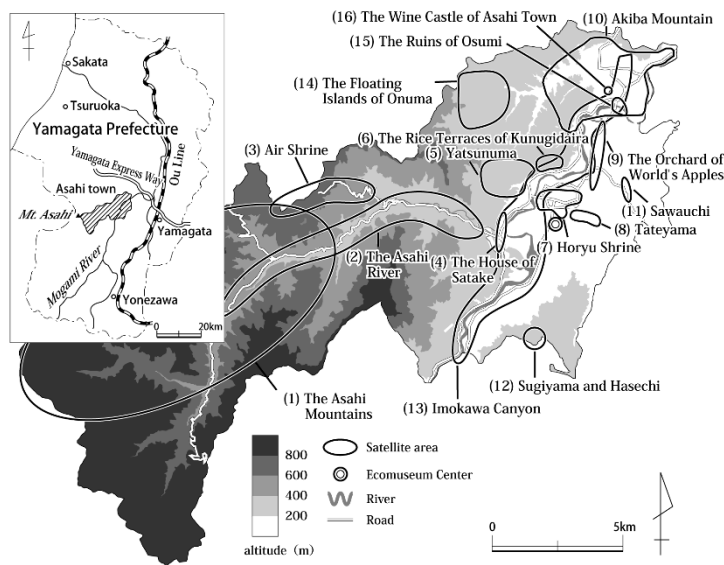 Sakata
Tsuruoka
Yamagata Prefecture
Yamagata Express Way
Ou Line
Asahi town
Mt. Asahi
Yamagata
Mogami River
Yonezawa
0 20km
(16) The Wine Castle of Asahi Town
(10) Akiba Mountain
(15) The Ruins of Osumi
(14) The Floating
Islands of Onuma
(6) The Rice Terraces of Kunugidaira
(5) Yatsunuma
(3) Air Shrine
(9) The Orchard of
World's Apples
(11) Sawauchi
(8) Tateyama
(7) Horyu Shrine
(2) The Asahi
River
(4) The House of
Satake
(12) Sugiyama and Hasechi
(1) The Asahi
Mountains
(13) Imokawa Canyon
800
600
400
200
altitude (m)
Satellite area
Ecomuseum Center
River
Road
0 5km